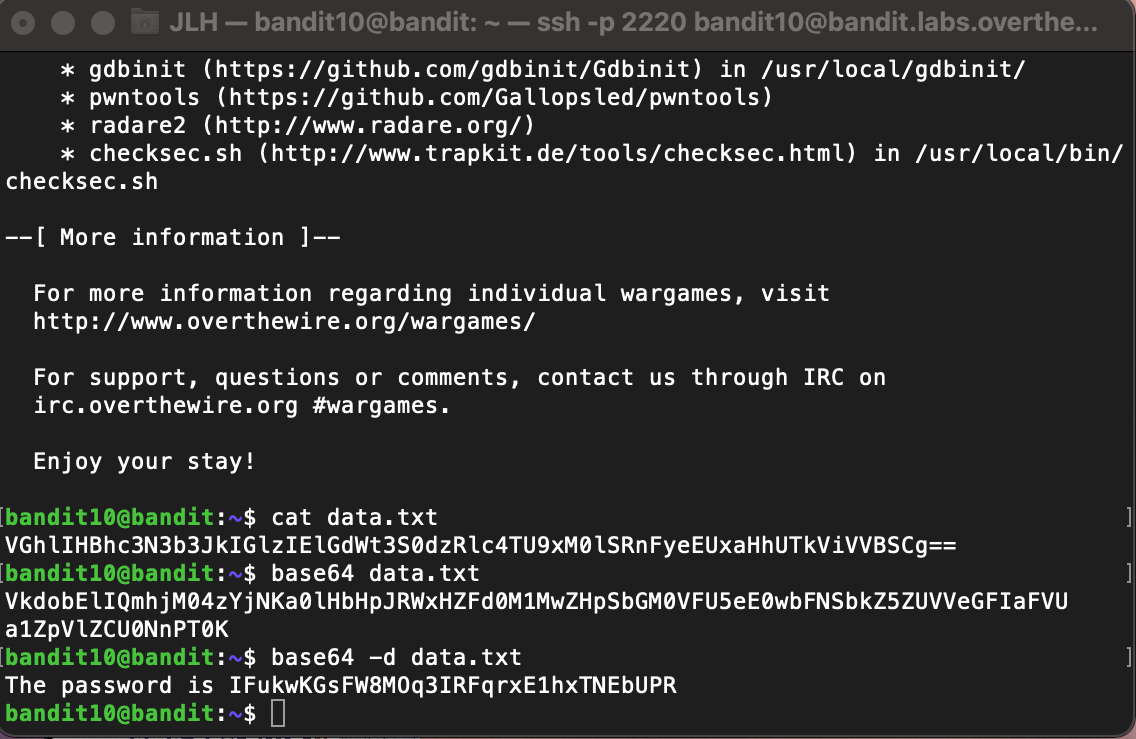 JLH — bandit10@bandit: ~ — ssh -p 2220 bandit10@bandit.labs.overthe...
* gdbinit (https://github.com/gdbinit/Gdbinit) in /usr/local/gdbinit/
* pwntools (https://github.com/Gallopsled/pwntools)
* radare2 (http://www.radare.org/)
* checksec.sh (http://www.trapkit.de/tools/checksec.html) in /usr/local/bin/
checksec.sh
--[ More information ]--
For more information regarding individual wargames, visit
http://www.overthewire.org/wargames/
For support, questions or comments, contact us through IRC on
irc.overthewire.org #wargames.
Enjoy your stay!
[bandit10@bandit:~$ cat data.txt ]
VGhlIHBhc3N3b3JkIGlzIElGdWt3S0dzRlc4TU9xM0lSRnFyeEUxaHhUTkViVVBSCg==
[bandit10@bandit:~$ base64 data.txt ]
VkdobElIQmhjM04zYjNKa0lHbHpJRWxHZFd0M1MwZHpSbGM0VFU5eE0wbFNSbkZ5ZUVVeGFIaFVU
a1ZpVlZCU0NnPT0K
[bandit10@bandit:~$ base64 -d data.txt ]
The password is IFukwKGsFW8MOq3IRFqrxE1hxTNEbUPR
bandit10@bandit:~$